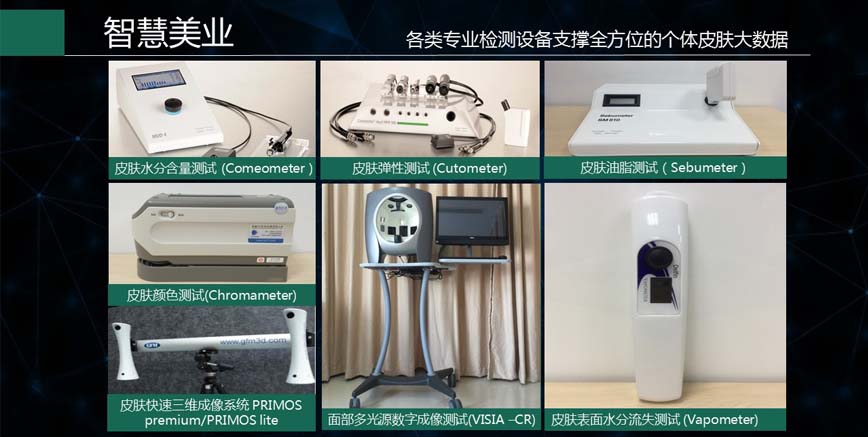 智慧美业
各类专业检测设备支撑全方位的个体皮肤大数据
皮肤水分含量测试 (Comeometer)
皮肤弹性测试 (Cutometer)
Sebumeter
SM 810
皮肤油脂测试 ( Sebumeter )
皮肤颜色测试(Chromameter)
www.gfm3d.com
皮肤快速三维成像系统 PRIMOS
premium/PRIMOS lite
面部多光源数字成像测试(VISIA –CR)
皮肤表面水分流失测试 (Vapometer)